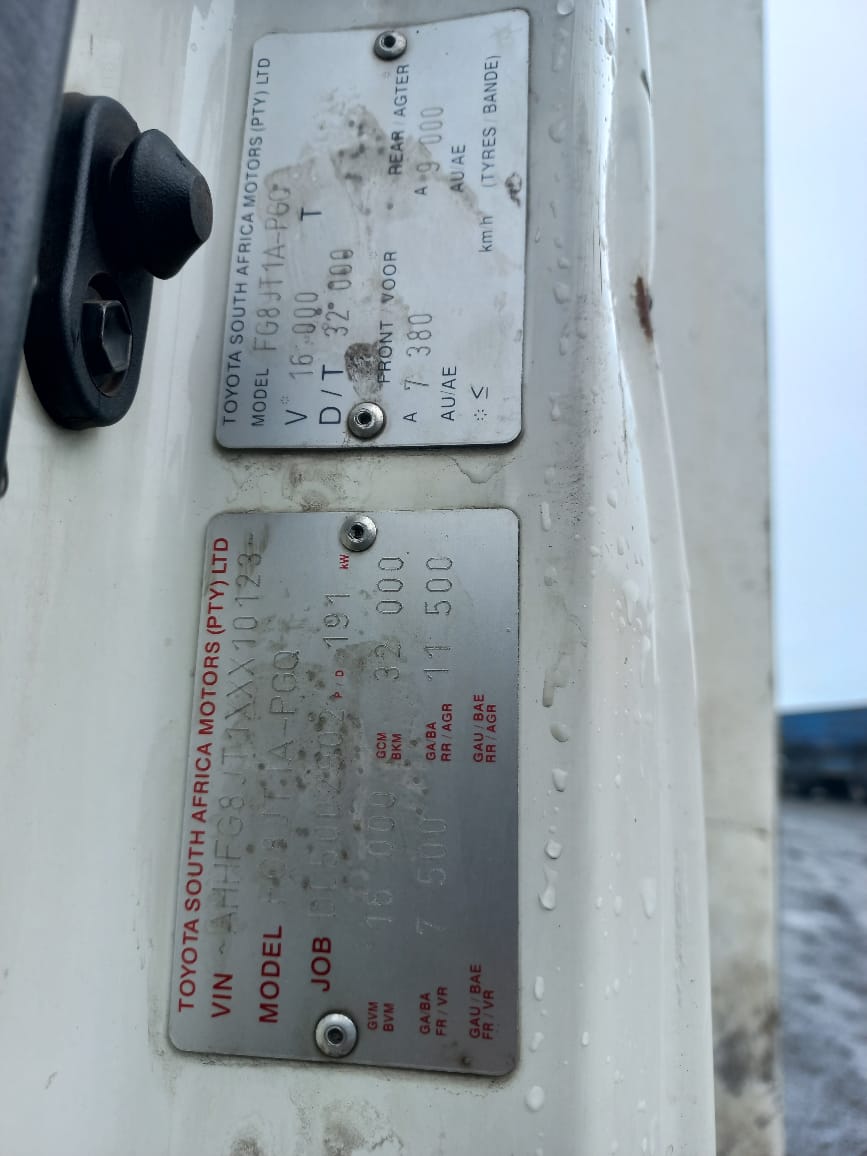 TOYOTA SOUTH AFRICA MOTORS (PTY) LTD
MODEL FG8JT1A-PGQ
V 16 000 T
D/T 32 000
FRONT / VOOR REAR / AGTER
A 7 380 A 9 000
AU/AE AU/AE
※ ≤ km/h (TYRES / BANDE)
TOYOTA SOUTH AFRICA MOTORS (PTY) LTD
VIN
MODEL FG8JT1A-PGQ
JOB P/D 191 kW
GVM BVM 16 000 GCM BKM 32 000
GA/BA FR / VR 7 500 GA/BA RR / AGR 11 500
GAU / BAE FR / VR GAU / BAE RR / AGR